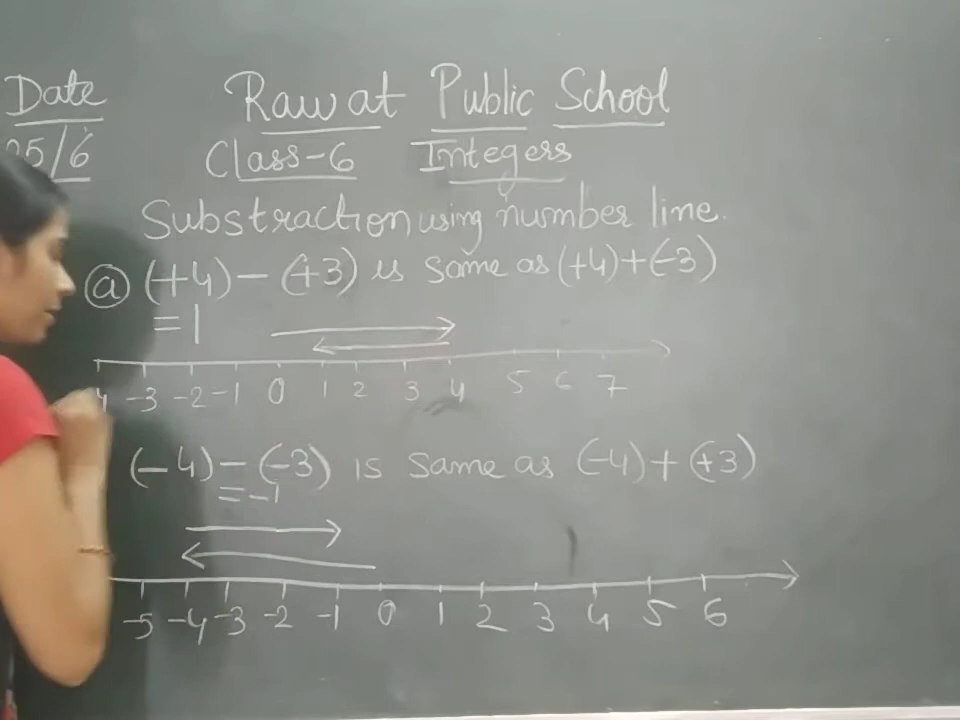 Date Rawat Public School
25/6 Class-6 Integers
Substraction using number line.
ⓐ (+4)-(+3) is same as (+4)+(-3)
=1
-3 -2 -1 0 1 2 3 4 5 6 7
(-4)-(-3) is same as (-4)+(+3)
=-1
-5 -4 -3 -2 -1 0 1 2 3 4 5 6